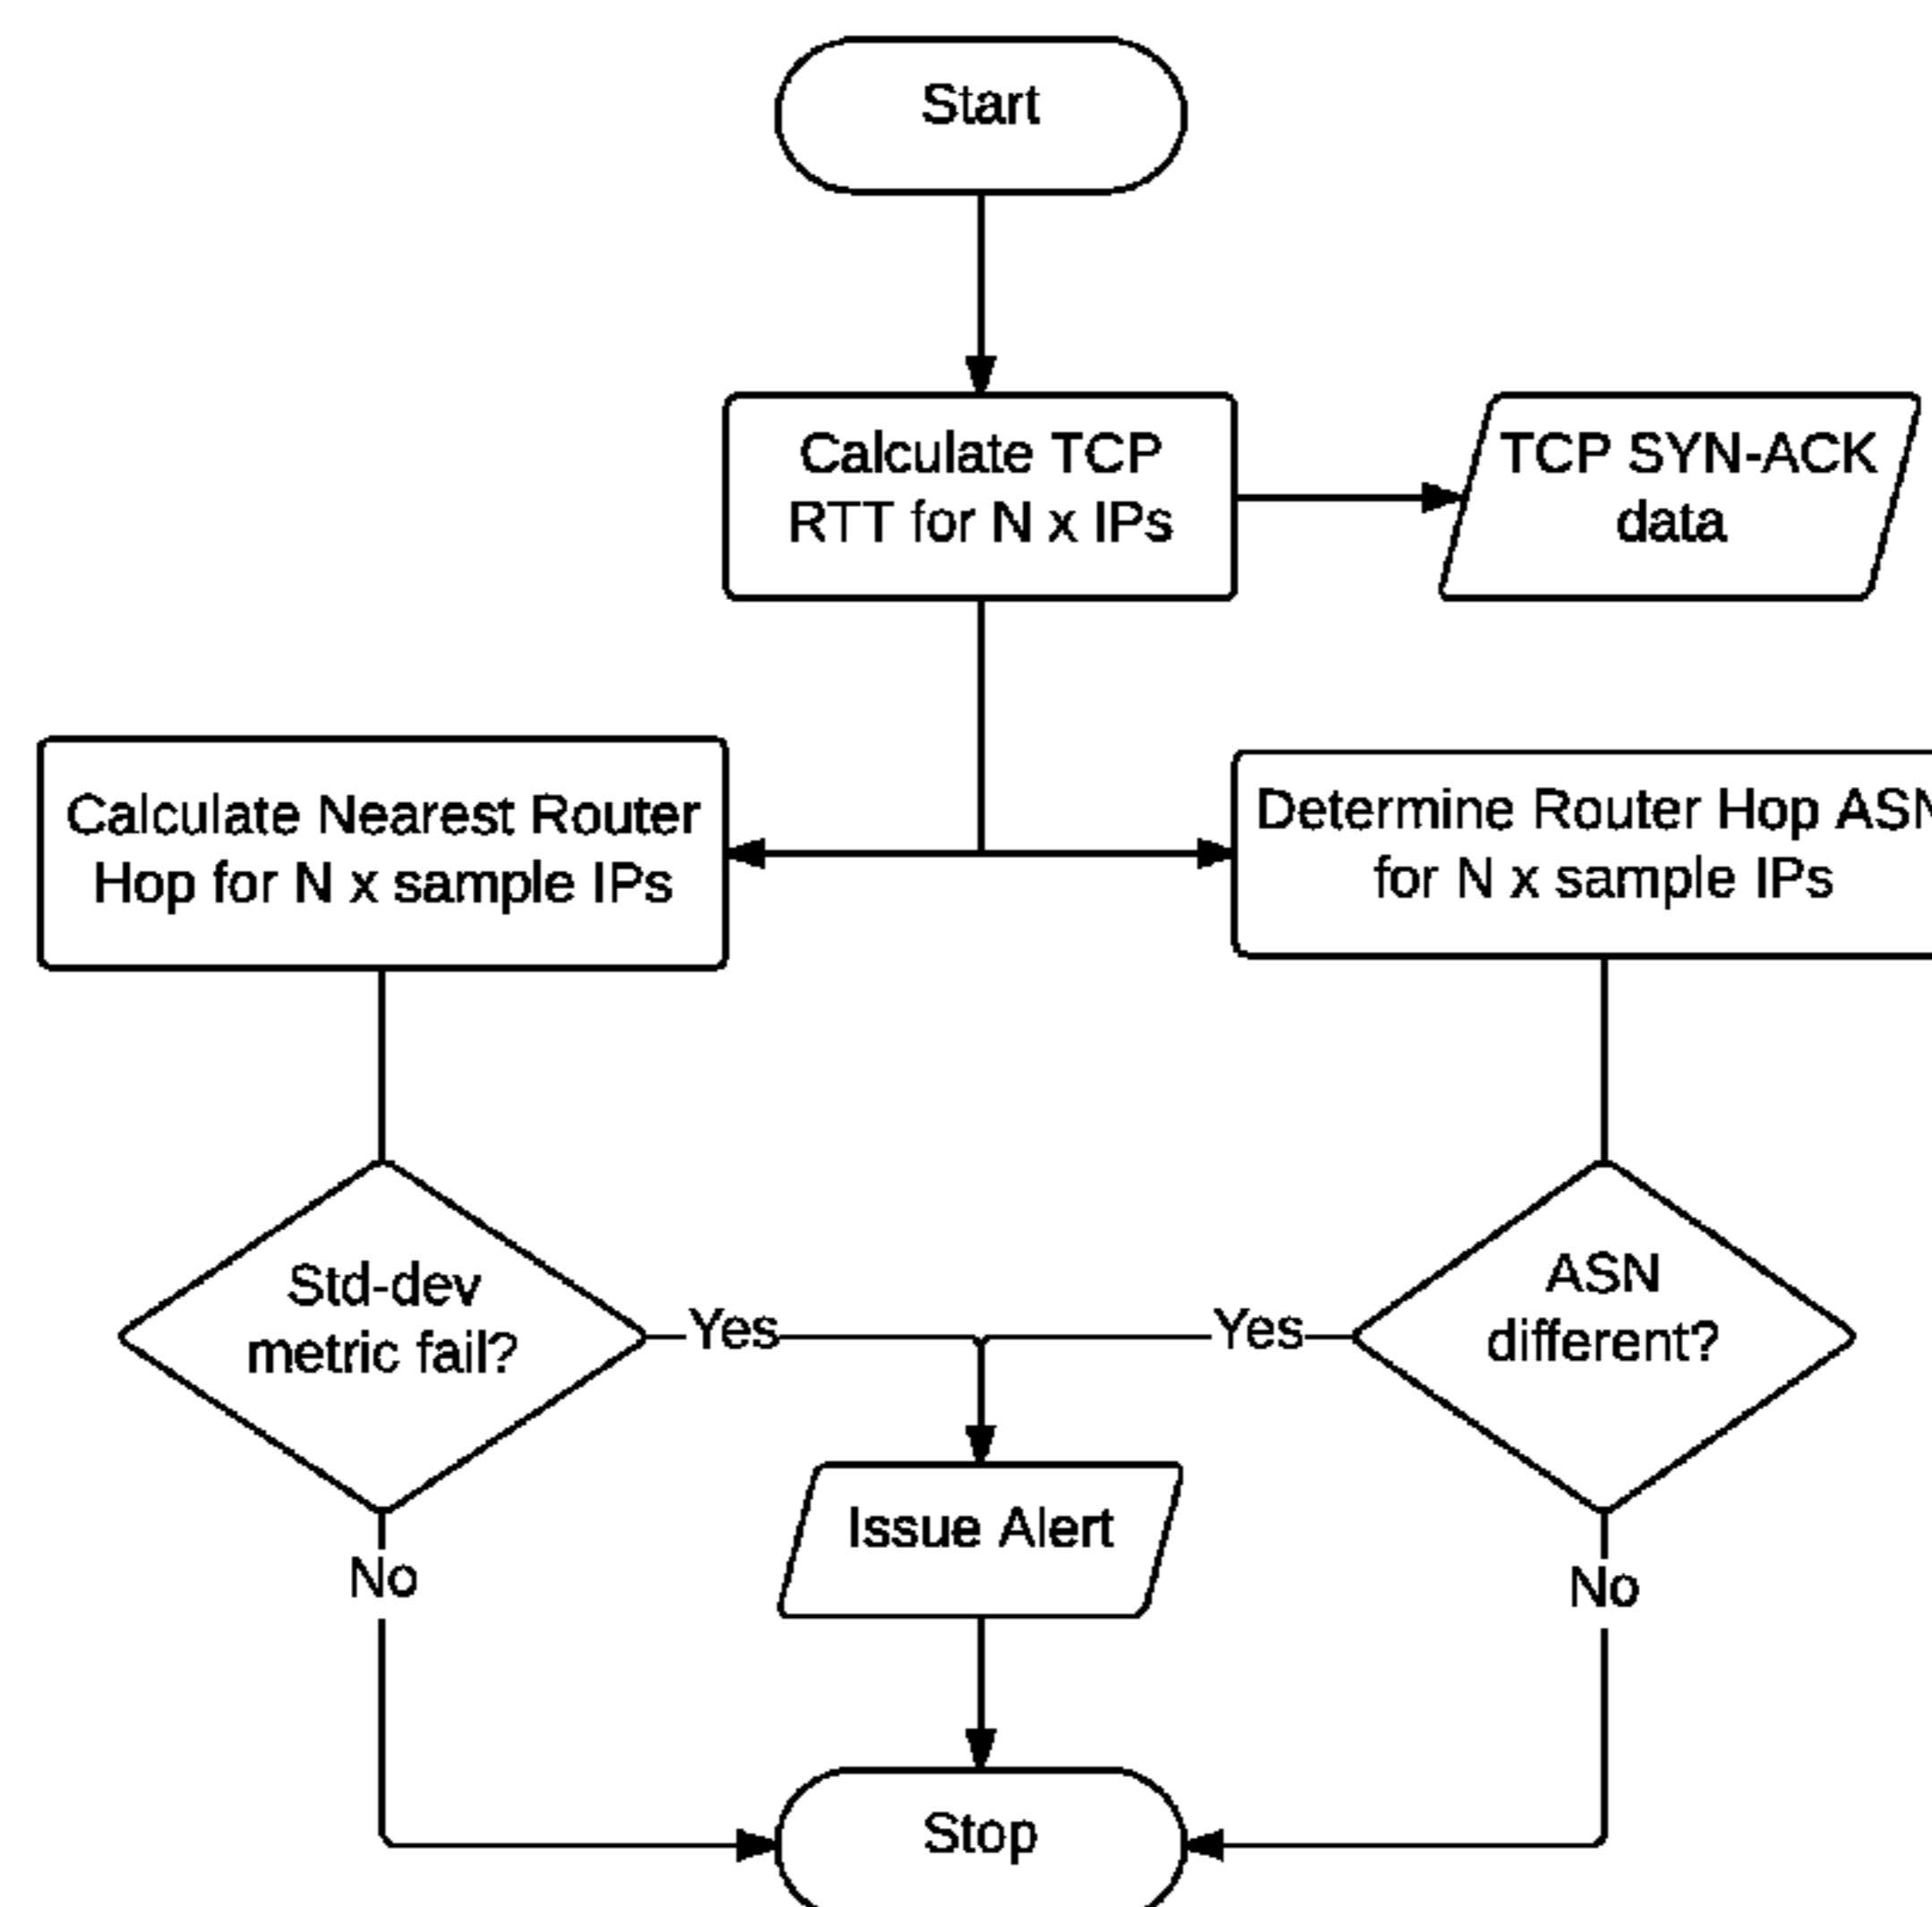 Start
Calculate TCP
RTT for N x IPs
TCP SYN-ACK
data
Calculate Nearest Router
Hop for N x sample IPs
Determine Router Hop ASN
for N x sample IPs
Std-dev
metric fail?
Yes
Yes
ASN
different?
Issue Alert
No
No
Stop